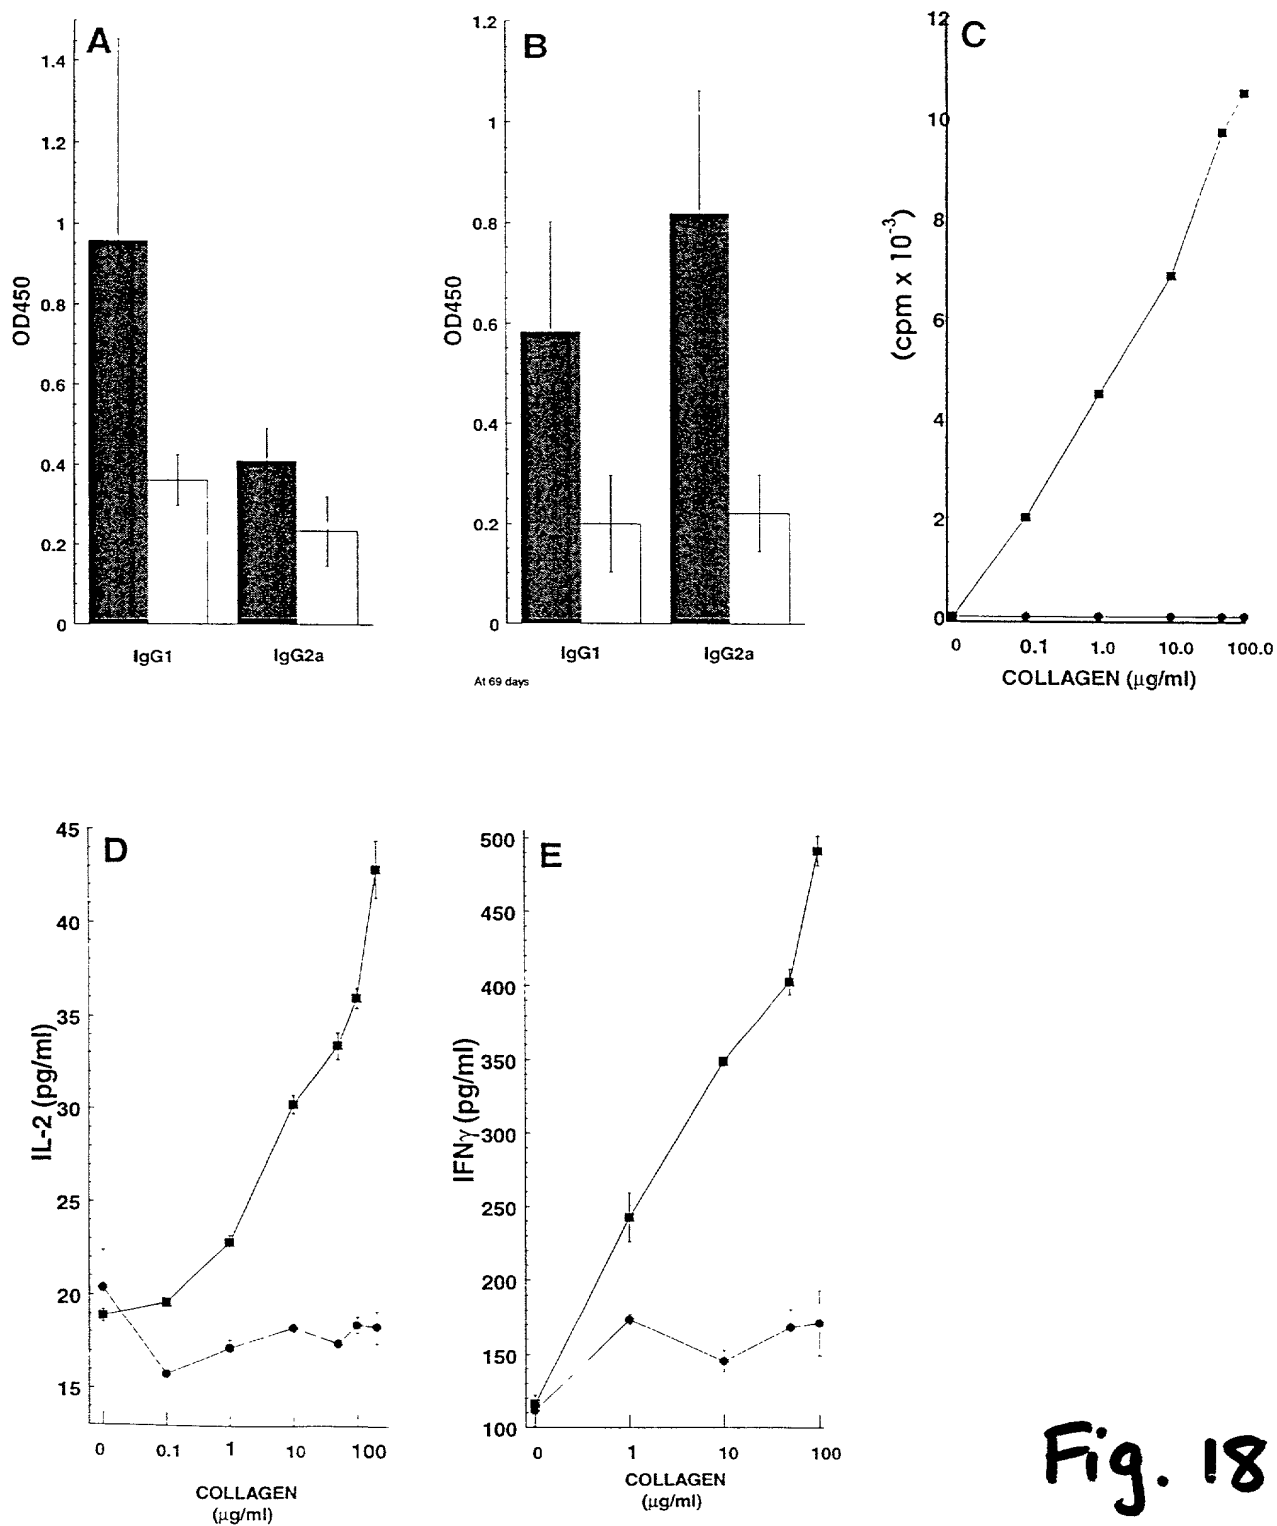 A
1.4
1.2
1
0.8
0.6
0.4
0.2
0
OD450
IgG1
IgG2a
B
1.2
1
0.8
0.6
0.4
0.2
0
OD450
IgG1
IgG2a
At 69 days
C
12
10
8
6
4
2
0
(cpm x 10-3)
0 0.1 1.0 10.0 100.0
COLLAGEN (μg/ml)
D
45
40
35
30
25
20
15
IL-2 (pg/ml)
0 0.1 1 10 100
COLLAGEN
(μg/ml)
E
500
450
400
350
300
250
200
150
100
IFNγ (pg/ml)
0 1 10 100
COLLAGEN
(μg/ml)
Fig. 18